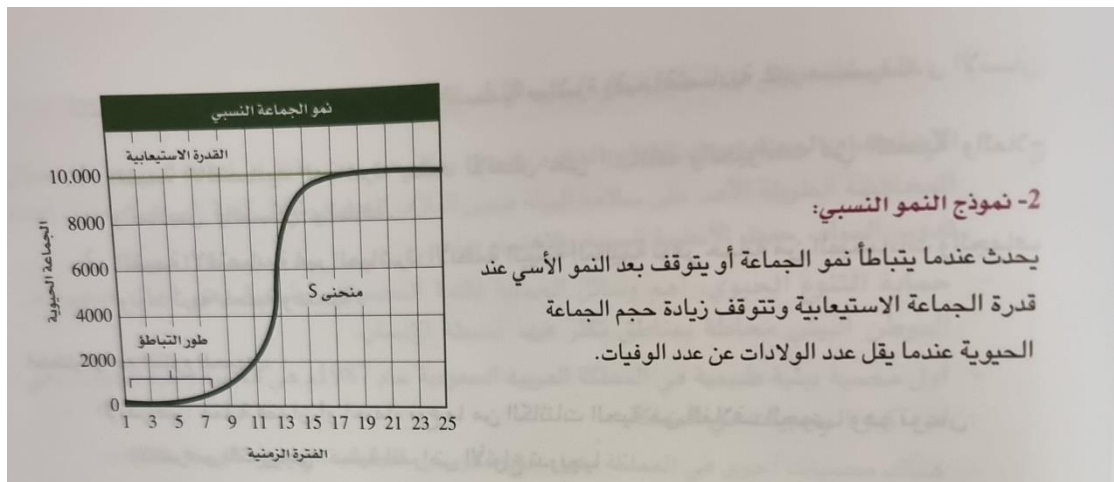 2- نموذج النمو النسبي:
يحدث عندما يتباطأ نمو الجماعة أو يتوقف بعد النمو الأسي عند
قدرة الجماعة الاستيعابية وتتوقف زيادة حجم الجماعة
الحيوية عندما يقل عدد الولادات عن عدد الوفيات.
نمو الجماعة النسبي
القدرة الاستيعابية
10.000
8000
6000
4000
2000
0
الجماعة الحيوية
منحنى S
طور التباطؤ
1 3 5 7 9 11 13 15 17 19 21 23 25
الفترة الزمنية